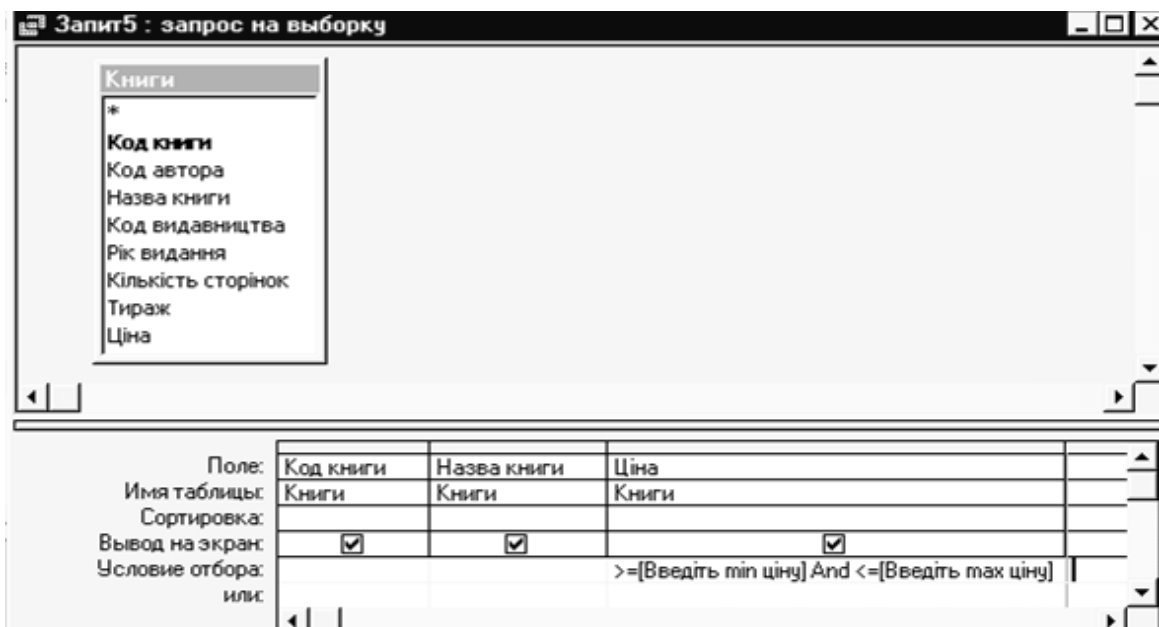 Запит5 : запрос на выборку
Книги
*
Код книги
Код автора
Назва книги
Код видавництва
Рік видання
Кількість сторінок
Тираж
Ціна
Поле: Код книги Назва книги Ціна
Имя таблицы: Книги Книги Книги
Сортировка:
Вывод на экран:
Условие отбора: >=[Введіть min ціну] And <=[Введіть max ціну]
или: